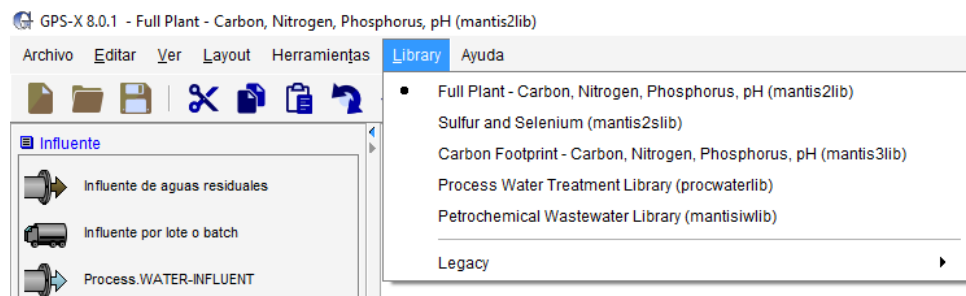 GPS-X 8.0.1 - Full Plant - Carbon, Nitrogen, Phosphorus, pH (mantis2lib)
Archivo Editar Ver Layout Herramientas Library Ayuda
Full Plant - Carbon, Nitrogen, Phosphorus, pH (mantis2lib)
Sulfur and Selenium (mantis2slib)
Carbon Footprint - Carbon, Nitrogen, Phosphorus, pH (mantis3lib)
Process Water Treatment Library (procwaterlib)
Petrochemical Wastewater Library (mantisiwlib)
Legacy
Influente
Influente de aguas residuales
Influente por lote o batch
Process.WATER-INFLUENT